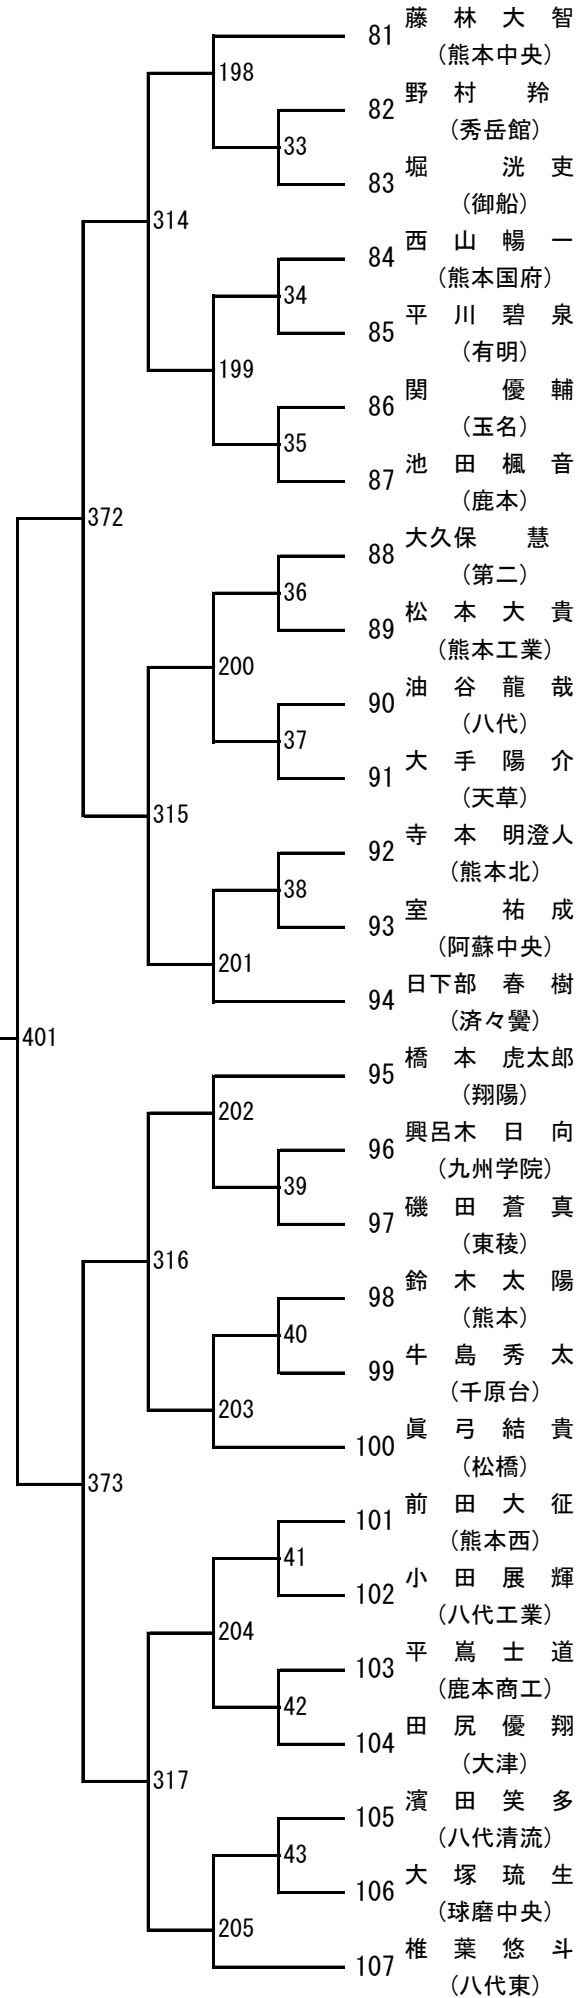 藤 林 大 智
81
(熊本中央)
198
野 村 羚
82
(秀岳館)
33
堀 洸 吏
83
(御船)
314
西 山 暢 一
84
(熊本国府)
34
平 川 碧 泉
85
(有明)
199
関 優 輔
86
(玉名)
35
池 田 楓 音
87
(鹿本)
372
大久保 慧
88
(第二)
36
松 本 大 貴
89
(熊本工業)
200
油 谷 龍 哉
90
(八代)
37
大 手 陽 介
91
(天草)
315
寺 本 明澄人
92
(熊本北)
38
室 祐 成
93
(阿蘇中央)
201
日下部 春 樹
94
(済々黌)
401
橋 本 虎太郎
95
(翔陽)
202
興呂木 日 向
96
(九州学院)
39
磯 田 蒼 真
97
(東稜)
316
鈴 木 太 陽
98
(熊本)
40
牛 島 秀 太
99
(千原台)
203
眞 弓 結 貴
100
(松橋)
373
前 田 大 征
101
(熊本西)
41
小 田 展 輝
102
(八代工業)
204
平 嶌 士 道
103
(鹿本商工)
42
田 尻 優 翔
104
(大津)
317
濱 田 笑 多
105
(八代清流)
43
大 塚 琉 生
106
(球磨中央)
205
椎 葉 悠 斗
107
(八代東)